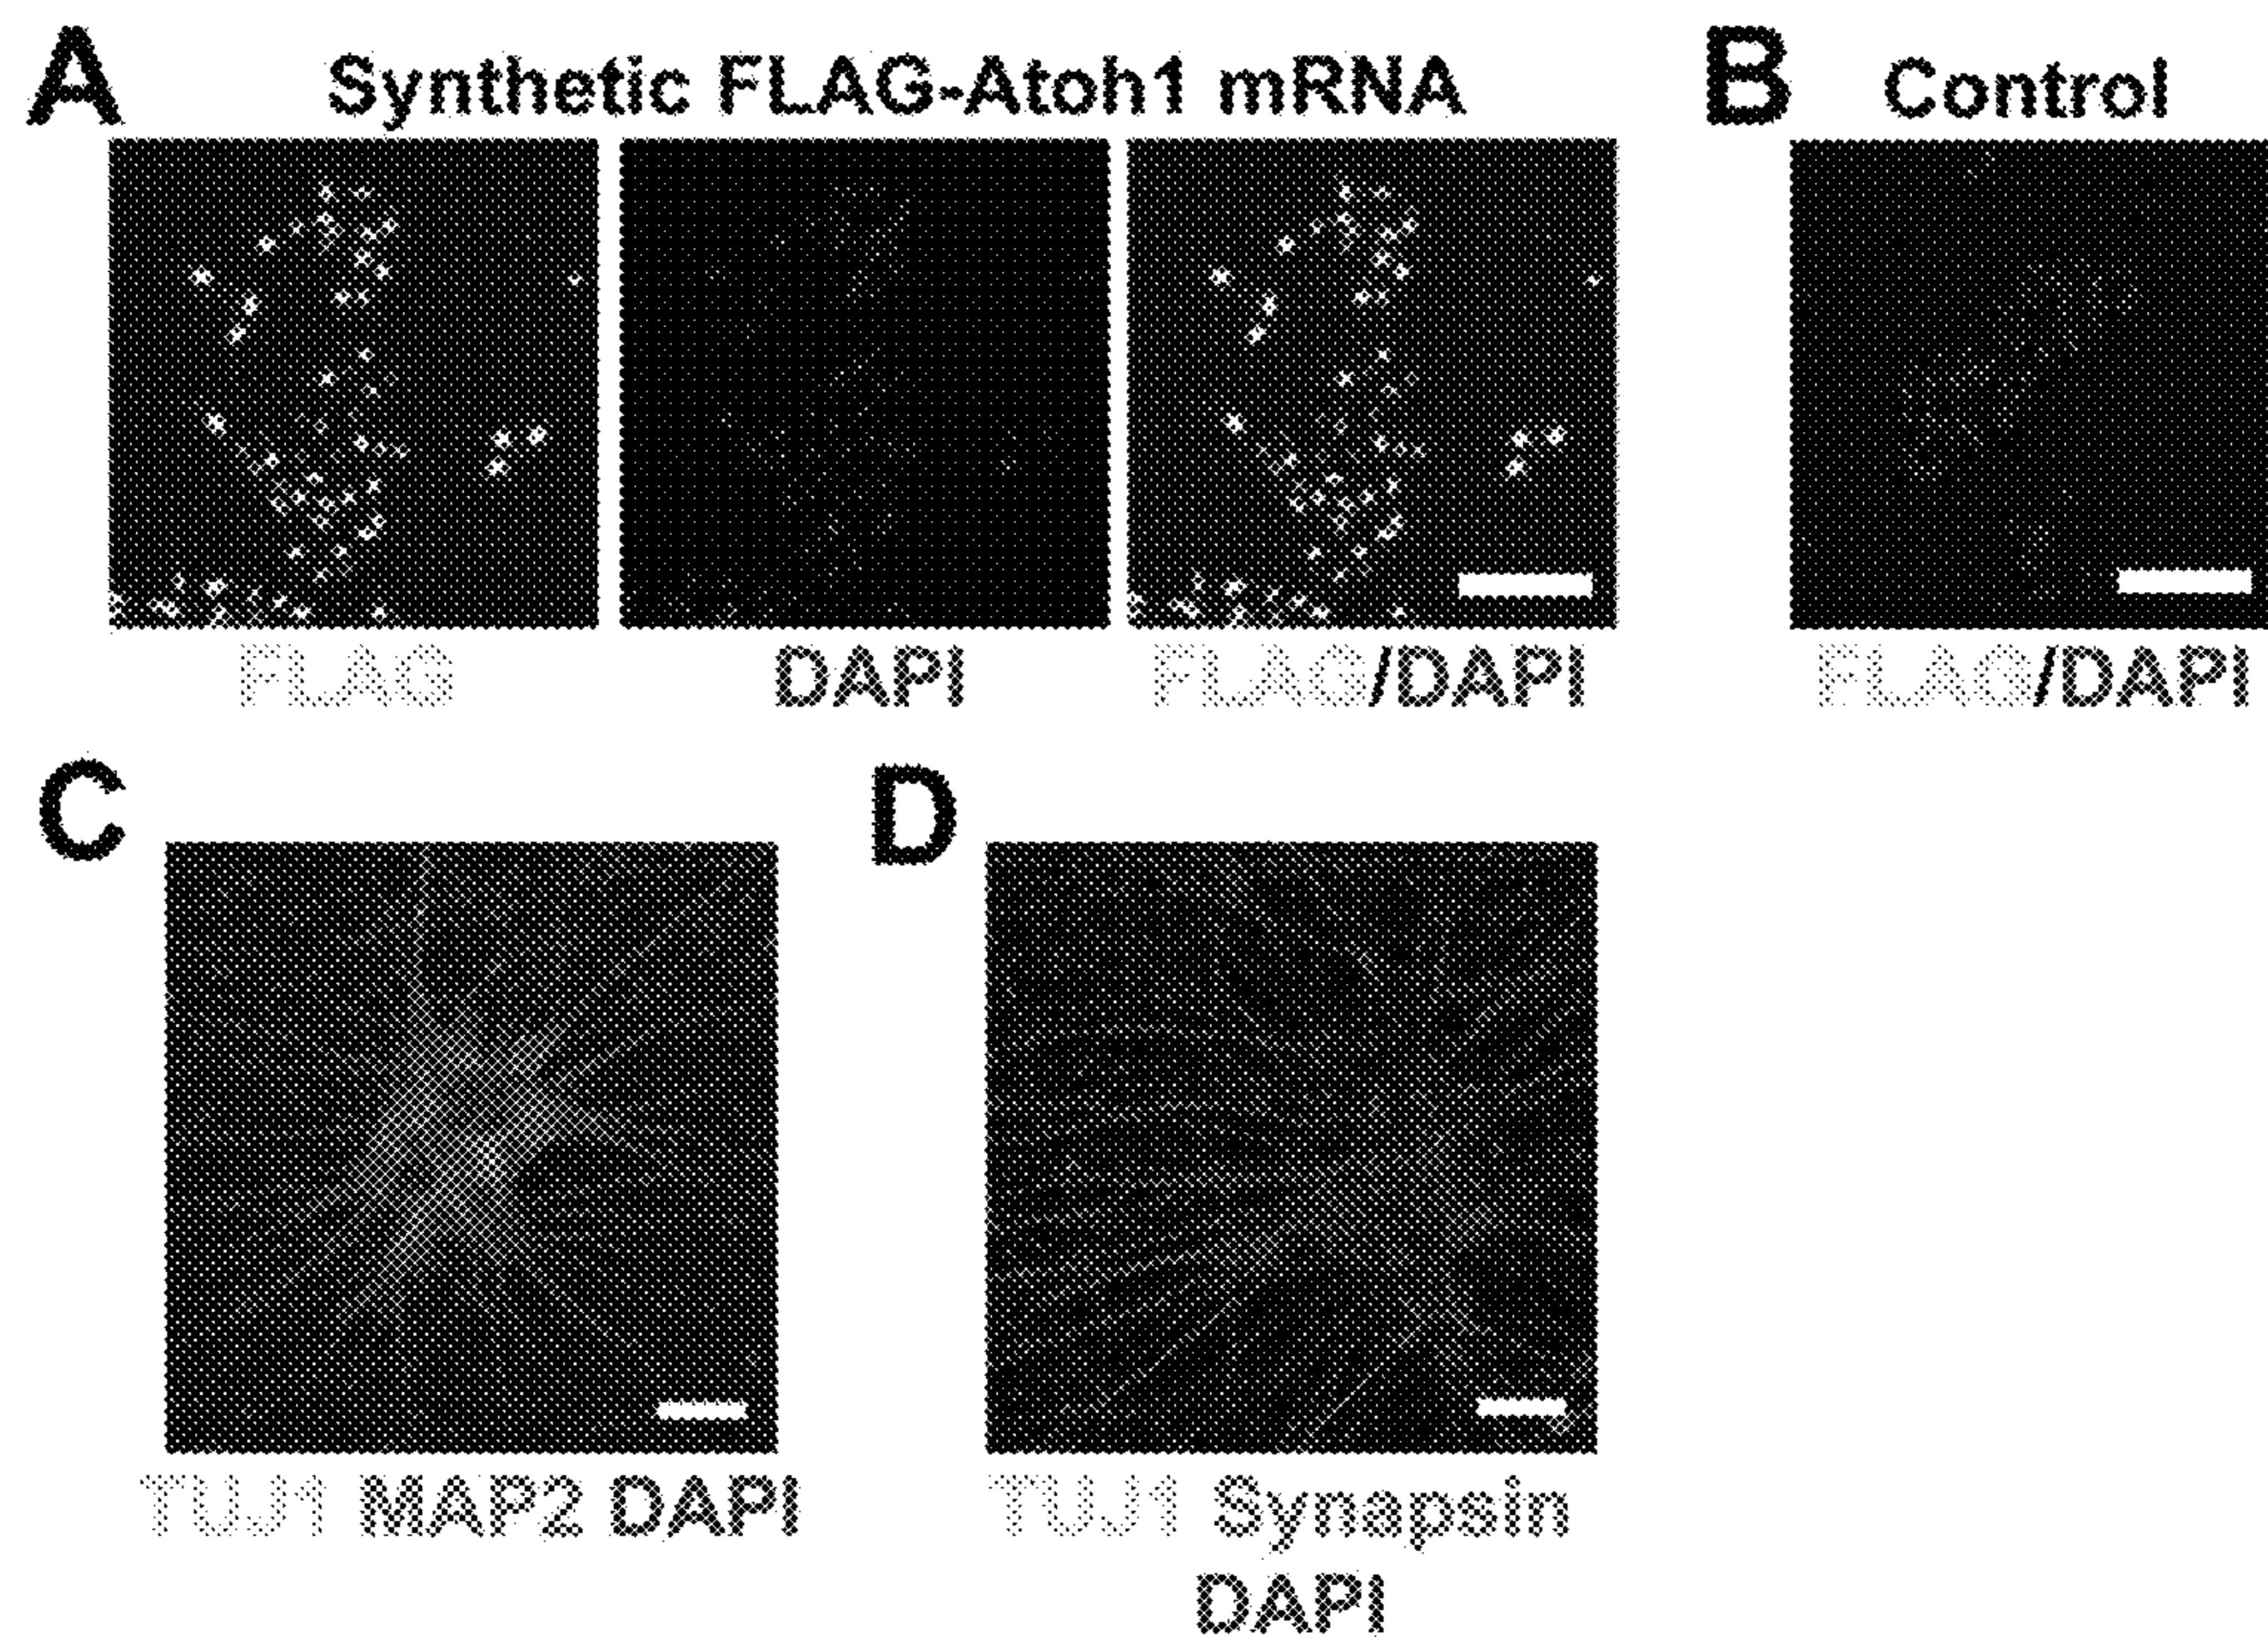 A Synthetic FLAG-Atoh1 mRNA
B Control
FLAG
DAPI
FLAG/DAPI
FLAG/DAPI
C
D
TUJ1 MAP2 DAPI
TUJ1 Synapsin
DAPI